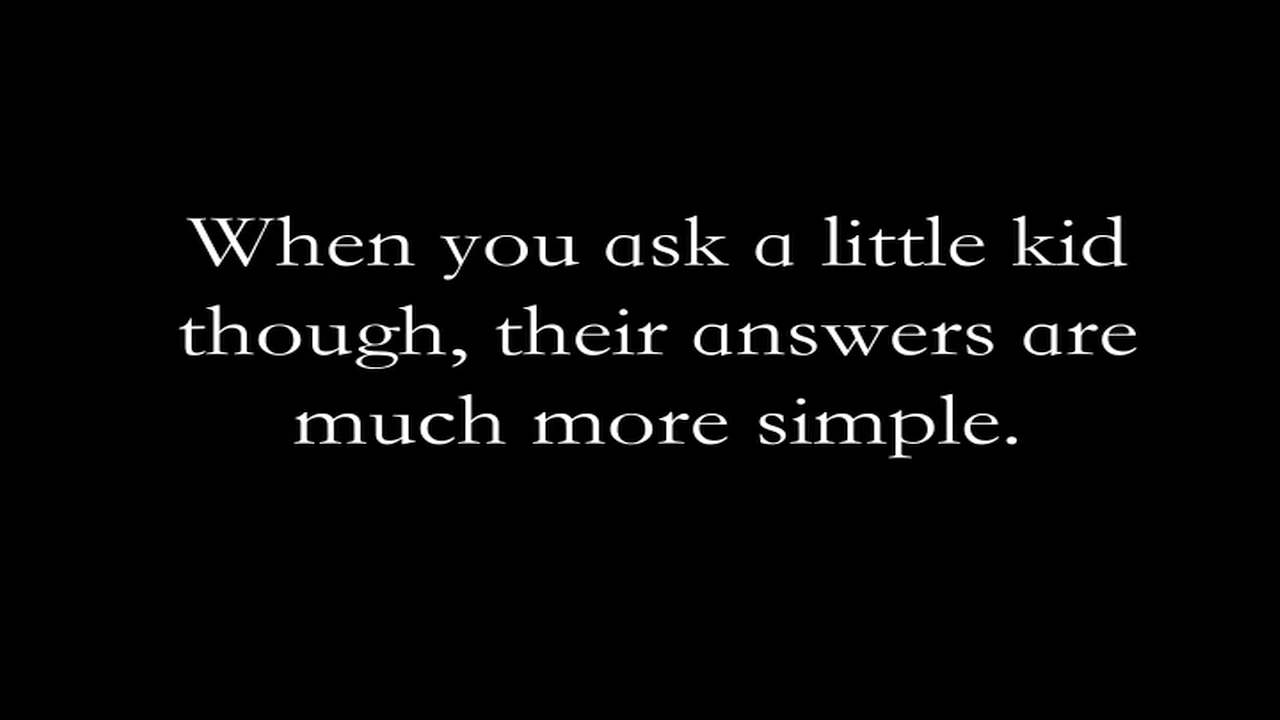 When you ask a little kid
though, their answers are
much more simple.